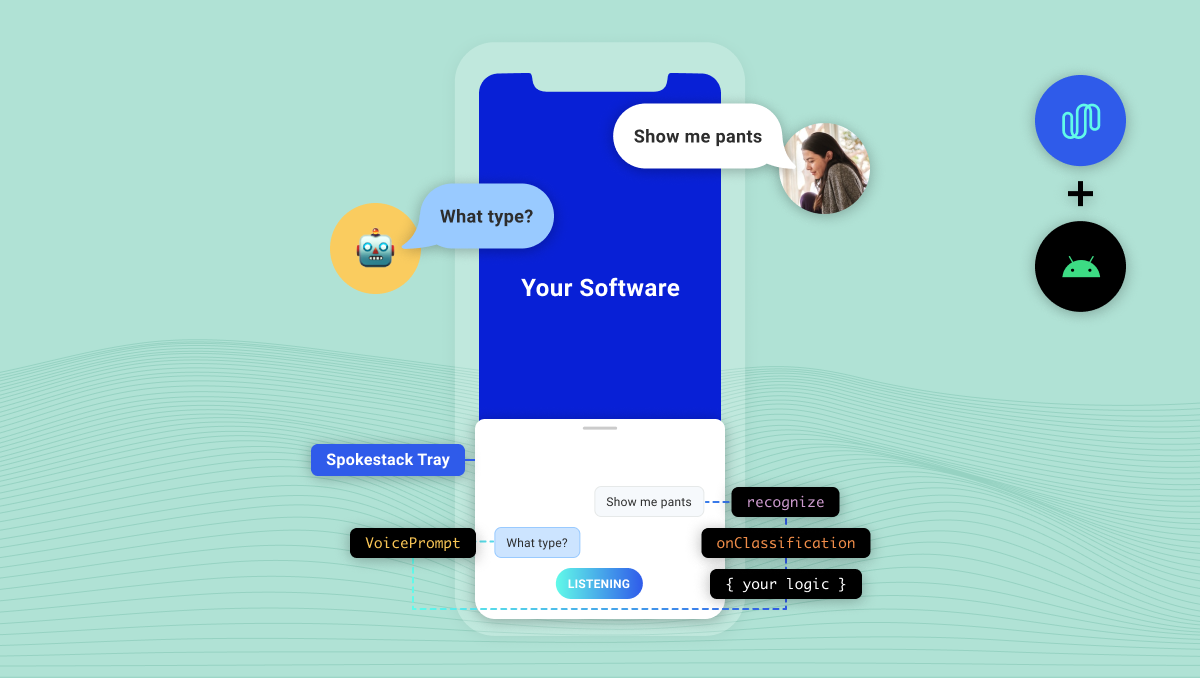 Show me pants
What type?
Your Software
Spokestack Tray
Show me pants
recognize
VoicePrompt
What type?
onClassification
LISTENING
{ your logic }